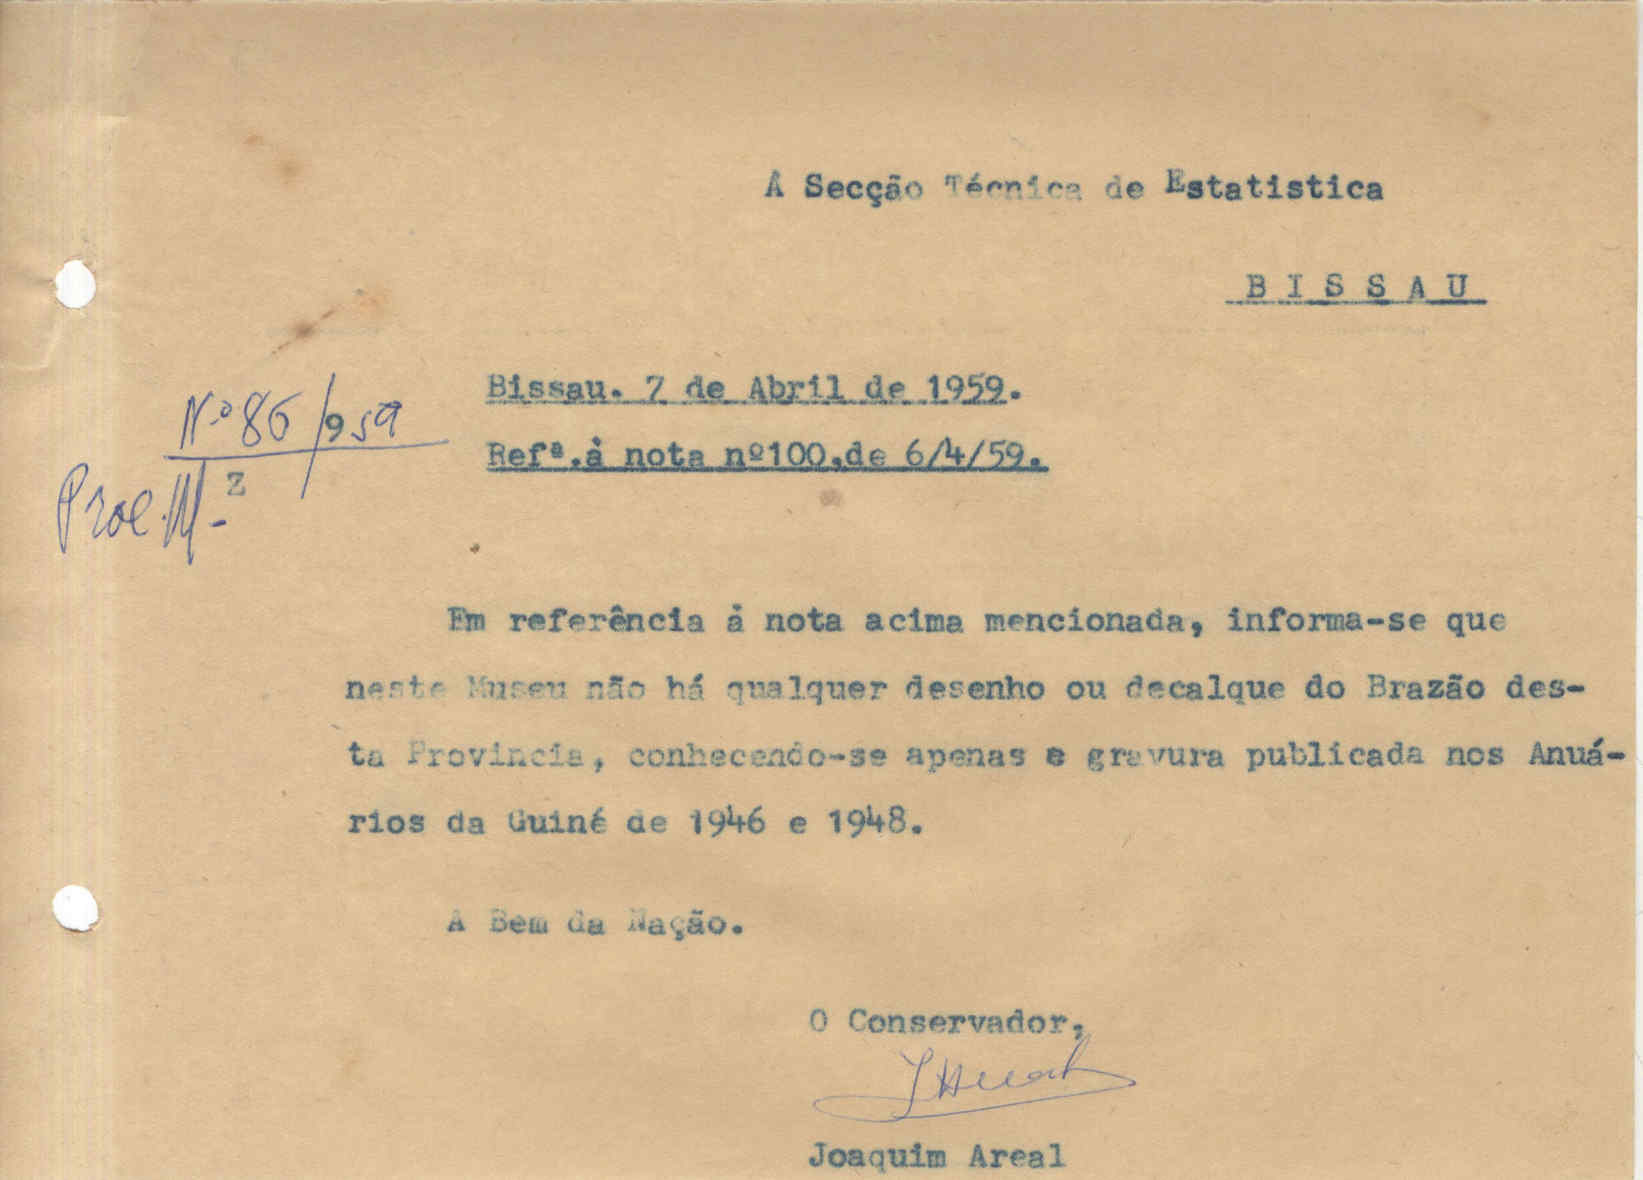 À Secção Técnica de Estatistica
BISSAU
Bissau. 7 de Abril de 1959.
Nº 86/959
Refª.à nota nº100,de 6/4/59.
Proc. M-Z
Em referência à nota acima mencionada, informa-se que
neste Museu não há qualquer desenho ou decalque do Brazão des-
ta Provincia, conhecendo-se apenas a gravura publicada nos Anuá-
rios da Guiné de 1946 e 1948.
A Bem da Nação.
O Conservador,
Joaquim Areal